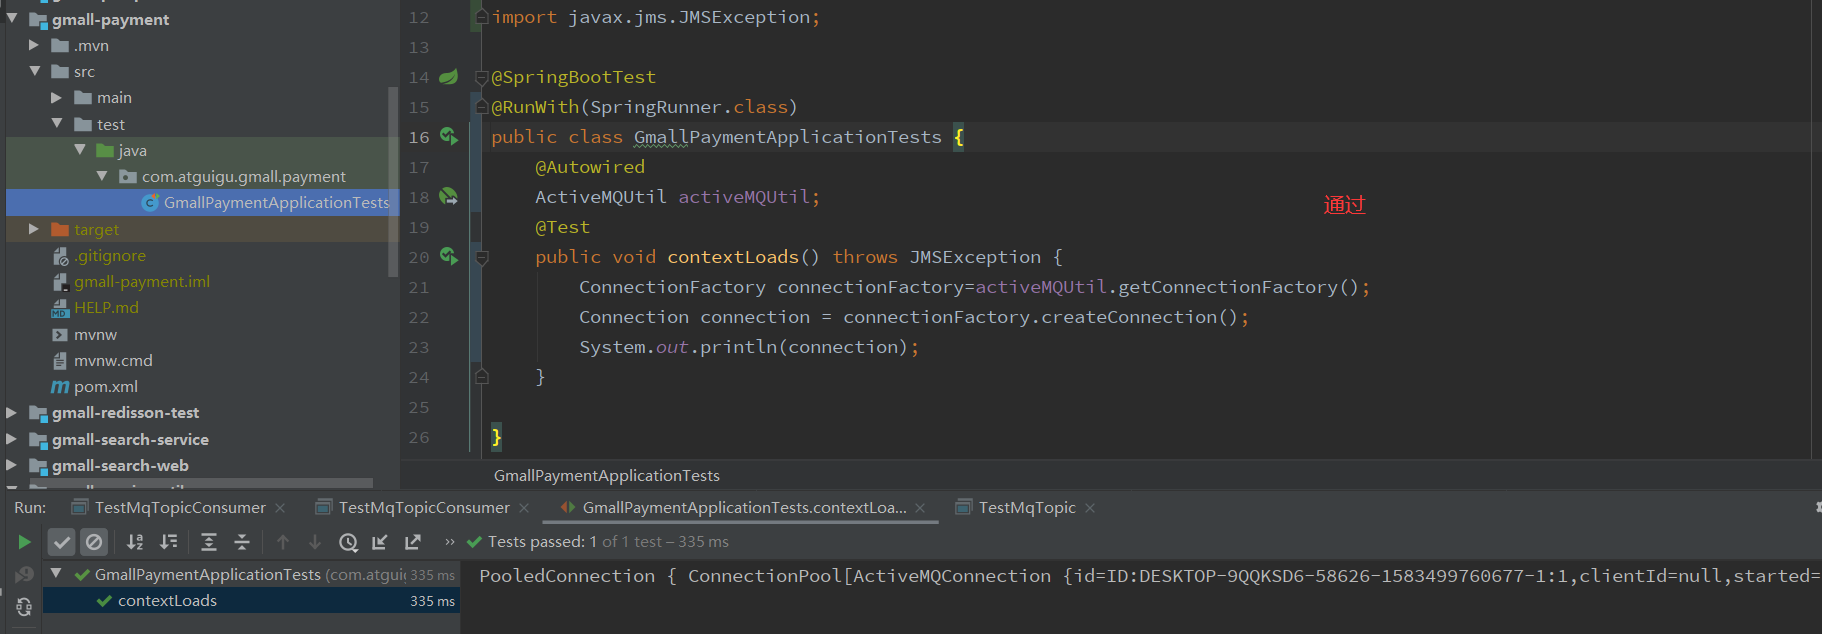 gmall-payment
.mvn
src
main
test
java
com.atguigu.gmall.payment
GmallPaymentApplicationTests
target
.gitignore
gmall-payment.iml
HELP.md
mvnw
mvnw.cmd
pom.xml
gmall-redisson-test
gmall-search-service
gmall-search-web
12 import javax.jms.JMSException;
13
14 @SpringBootTest
15 @RunWith(SpringRunner.class)
16 public class GmallPaymentApplicationTests {
17 @Autowired
18 ActiveMQUtil activeMQUtil;
通过
19 @Test
20 public void contextLoads() throws JMSException {
21 ConnectionFactory connectionFactory=activeMQUtil.getConnectionFactory();
22 Connection connection = connectionFactory.createConnection();
23 System.out.println(connection);
24 }
25
26 }
GmallPaymentApplicationTests
Run: TestMqTopicConsumer TestMqTopicConsumer GmallPaymentApplicationTests.contextLoa... TestMqTopic
Tests passed: 1 of 1 test – 335 ms
GmallPaymentApplicationTests (com.atgui 335 ms
contextLoads 335 ms
PooledConnection { ConnectionPool[ActiveMQConnection {id=ID:DESKTOP-9QQKSD6-58626-1583499760677-1:1,clientId=null,started=